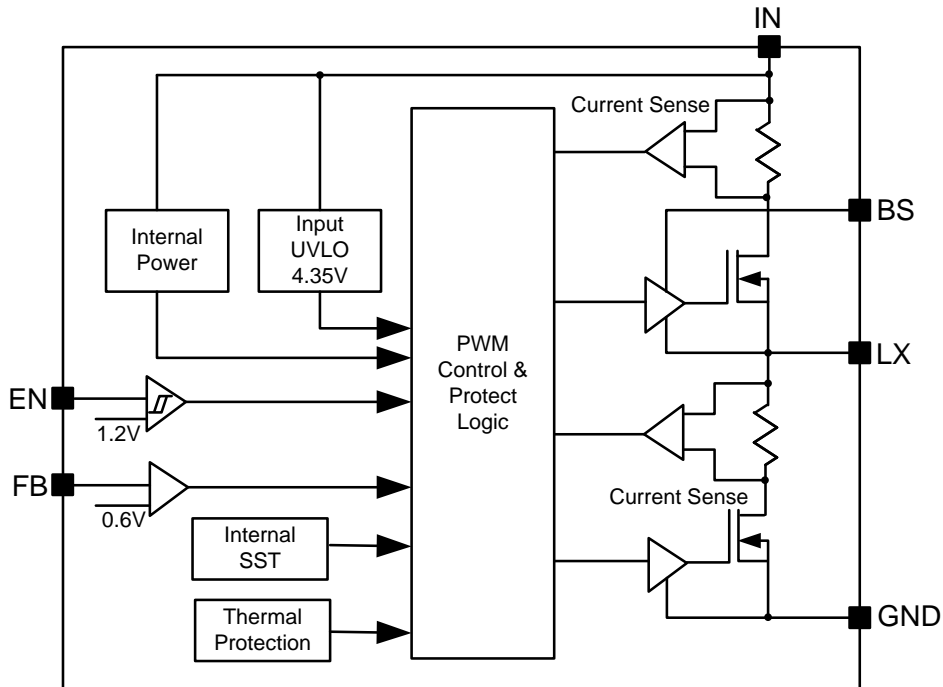 IN
Current Sense
BS
Internal
Power
Input
UVLO
4.35V
PWM
Control &
Protect
Logic
LX
EN
1.2V
FB
0.6V
Current Sense
Internal
SST
Thermal
Protection
GND